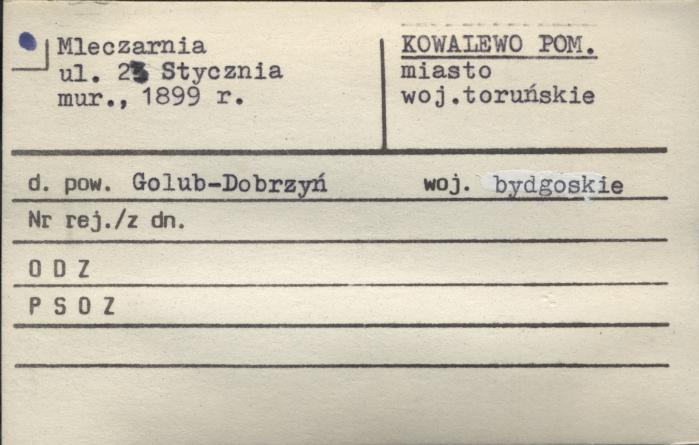 Mleczarnia
ul. 23 Stycznia
mur., 1899 r.
KOWALEWO POM.
miasto
woj.toruńskie
d. pow. Golub-Dobrzyń woj. bydgoskie
Nr rej./z dn.
ODZ
PSOZ